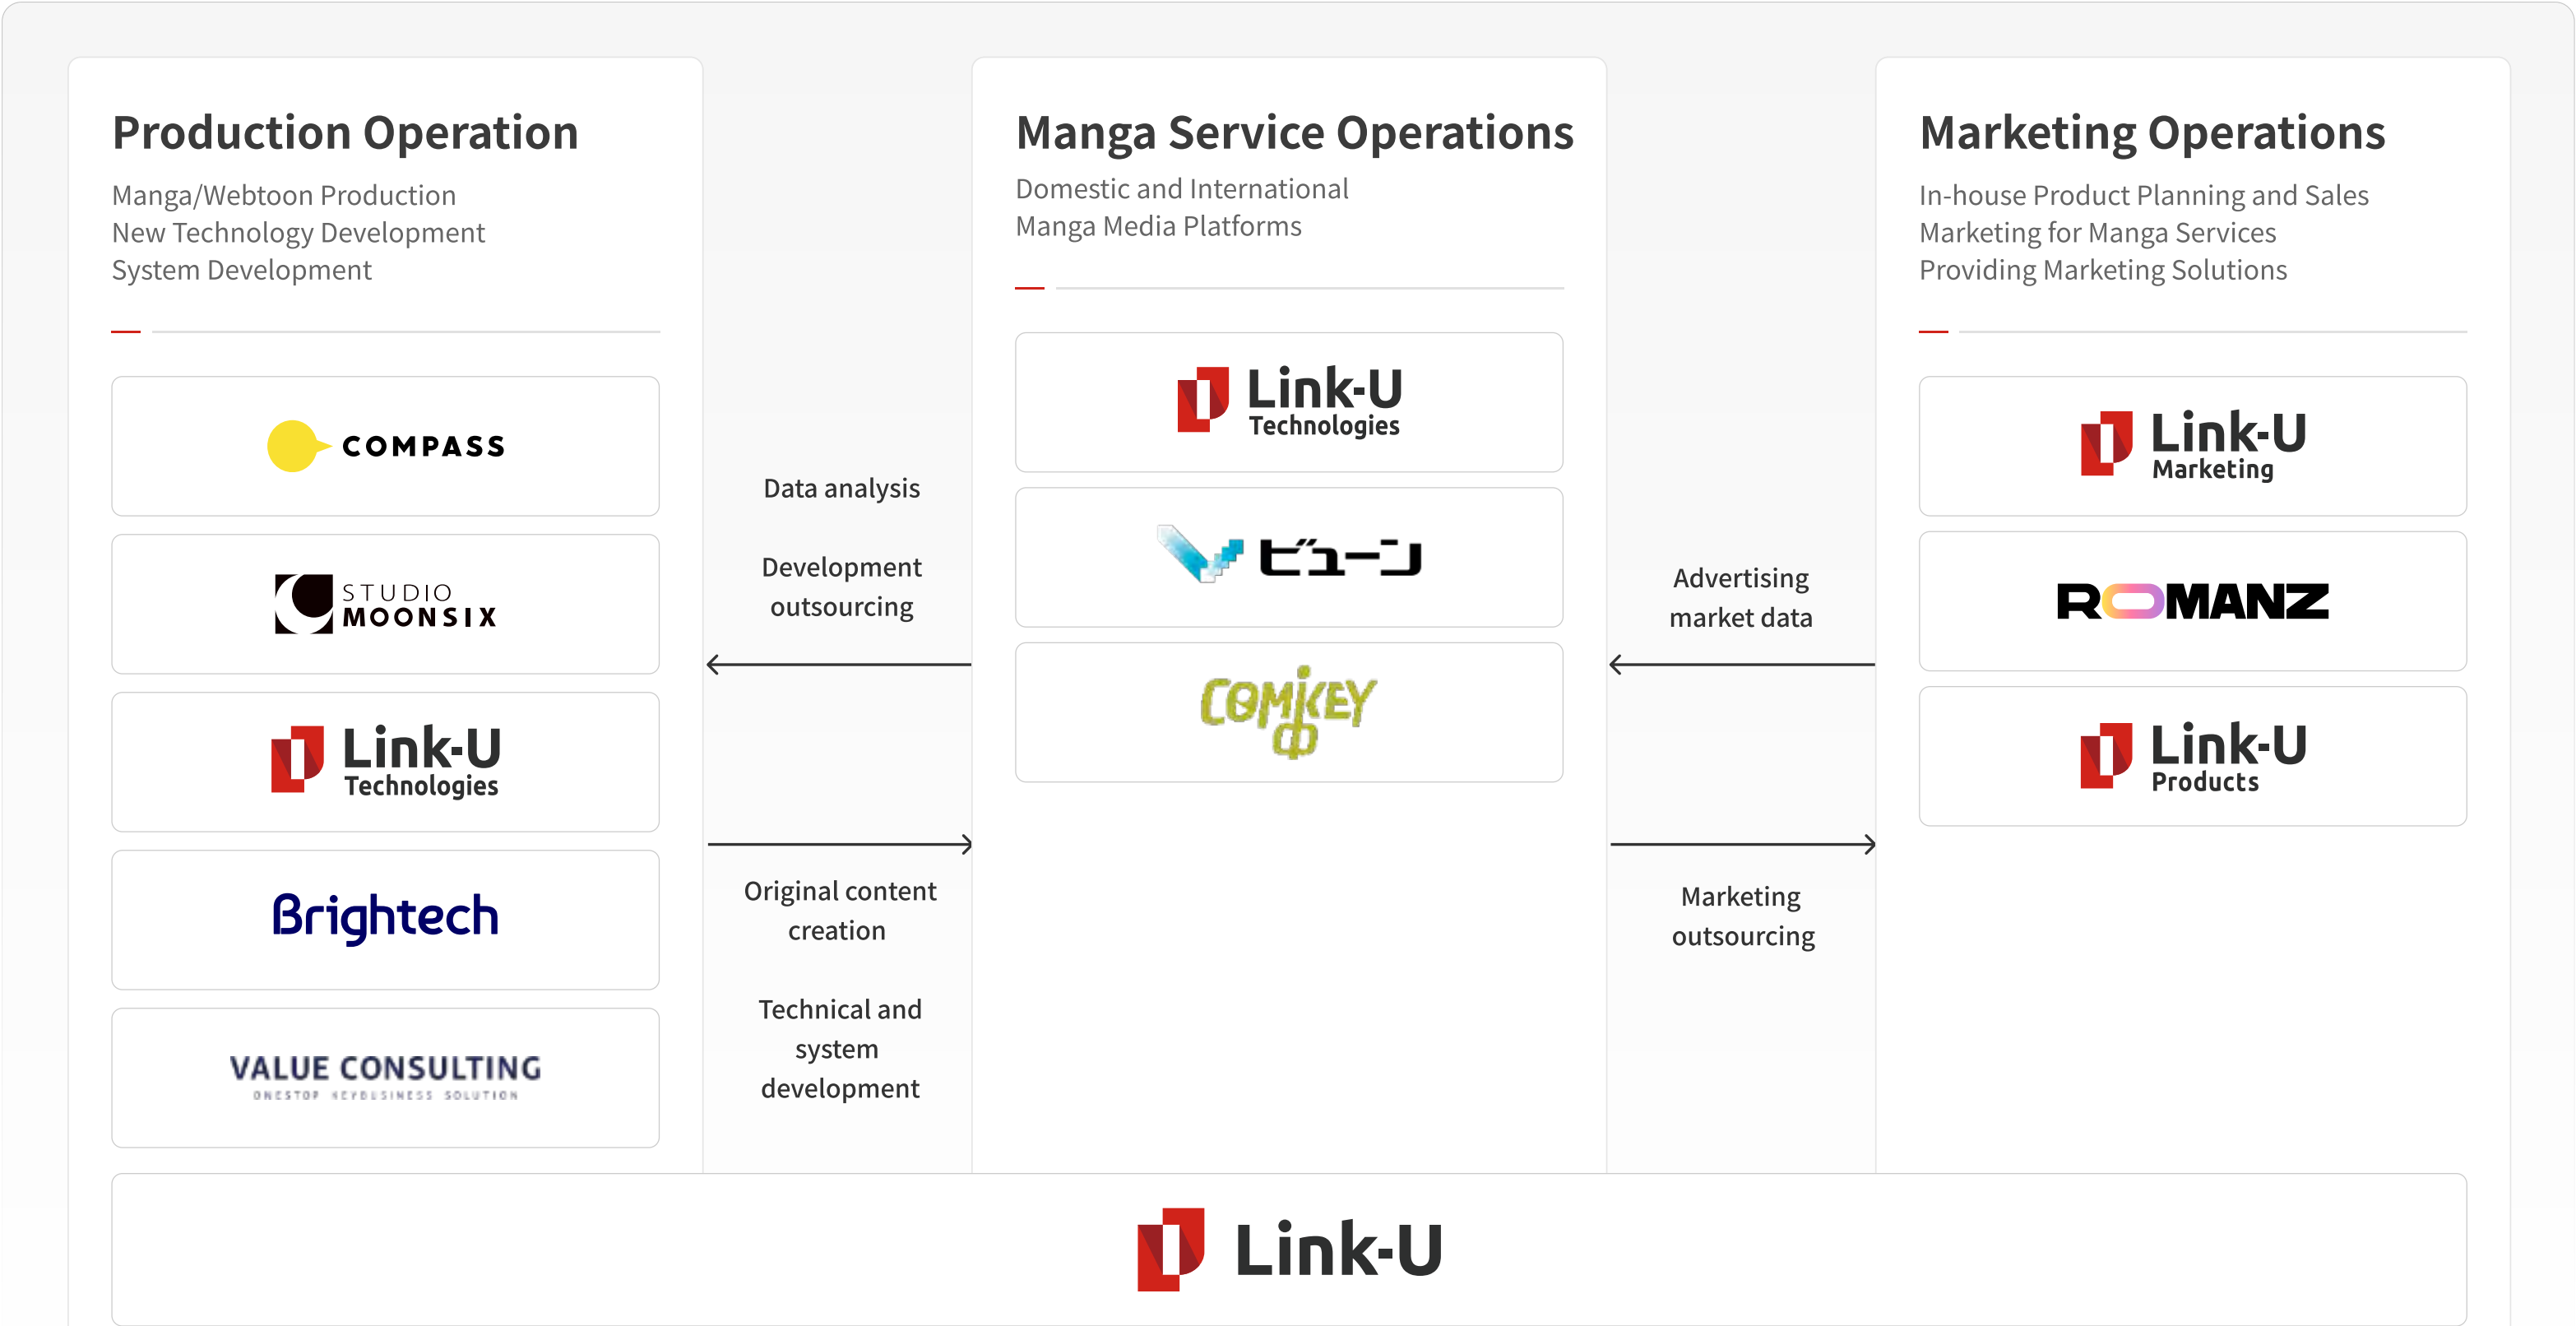 Production Operation
Manga/Webtoon Production
New Technology Development
System Development
COMPASS
STUDIO
MOONSIX
Link-U
Technologies
Brightech
VALUE CONSULTING
ONESTOP KEYBUSINESS SOLUTION
Data analysis
Development
outsourcing
Original content
creation
Technical and
system
development
Manga Service Operations
Domestic and International
Manga Media Platforms
Link-U
Technologies
ビューン
COMIKEY
Advertising
market data
Marketing
outsourcing
Marketing Operations
In-house Product Planning and Sales
Marketing for Manga Services
Providing Marketing Solutions
Link-U
Marketing
ROMANZ
Link-U
Products
Link-U